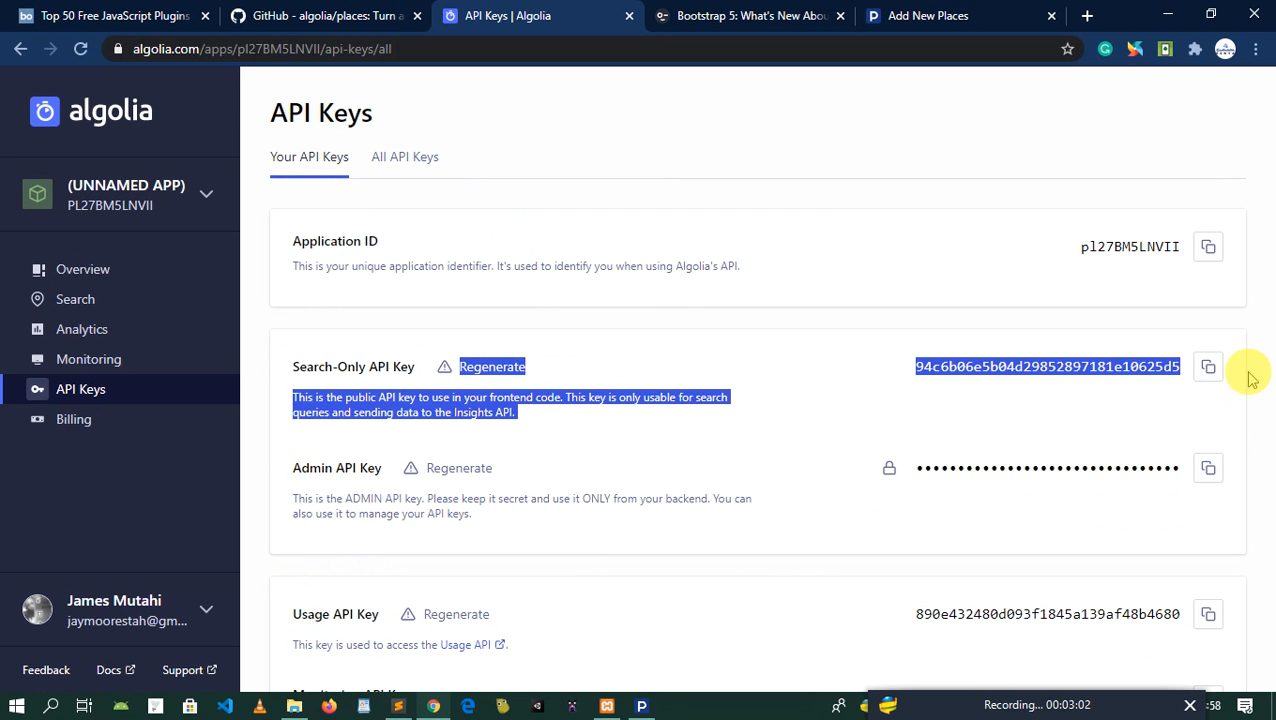 Top 50 Free JavaScript Plugins
GitHub - algolia/places: Turn a
API Keys | Algolia
Bootstrap 5: What's New Abou
Add New Places
algolia.com/apps/pl27BM5LNVII/api-keys/all
algolia
API Keys
Your API Keys
All API Keys
(UNNAMED APP)
PL27BM5LNVII
Application ID
pl27BM5LNVII
This is your unique application identifier. It's used to identify you when using Algolia's API.
Overview
Search
Analytics
Monitoring
API Keys
Billing
Search-Only API Key
Regenerate
94c6b06e5b04d29852897181e10625d5
This is the public API key to use in your frontend code. This key is only usable for search
queries and sending data to the Insights API.
Admin API Key
Regenerate
••••••••••••••••••••••••••••••••
This is the ADMIN API key. Please keep it secret and use it ONLY from your backend. You can
also use it to manage your API keys.
Usage API Key
Regenerate
890e432480d093f1845a139af48b4680
This key is used to access the Usage API.
James Mutahi
jaymoorestah@gm...
Feedback
Docs
Support
Recording... 00:03:02
:58